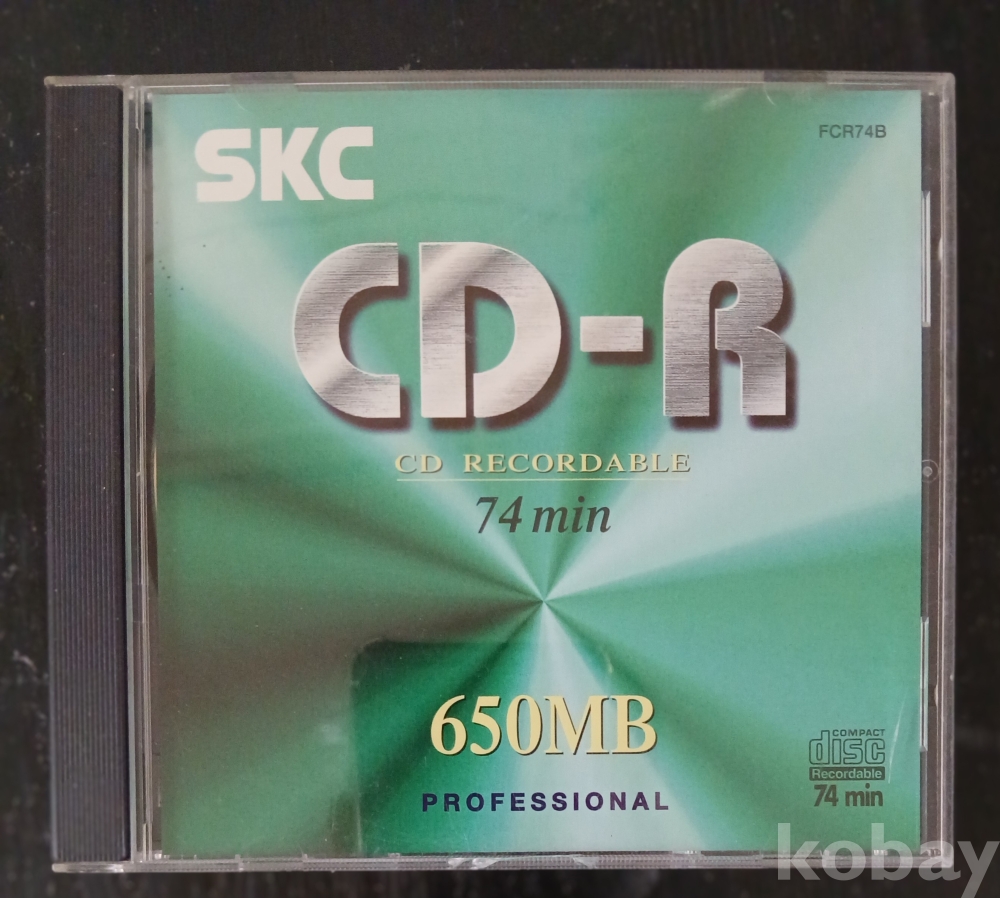 SKC
FCR74B
CD-R
CD RECORDABLE
74 min
650MB
PROFESSIONAL
COMPACT
disc
Recordable
74 min
kobay